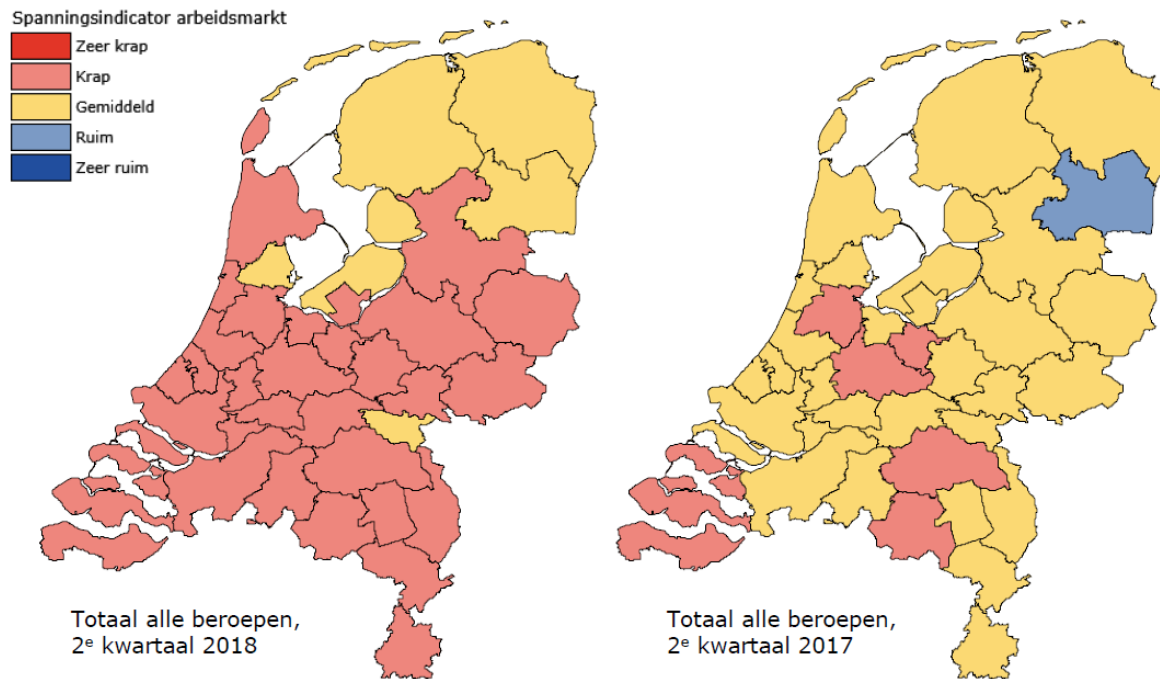 Spanningsindicator arbeidsmarkt
Zeer krap
Krap
Gemiddeld
Ruim
Zeer ruim
Totaal alle beroepen,
2e kwartaal 2018
Totaal alle beroepen,
2e kwartaal 2017